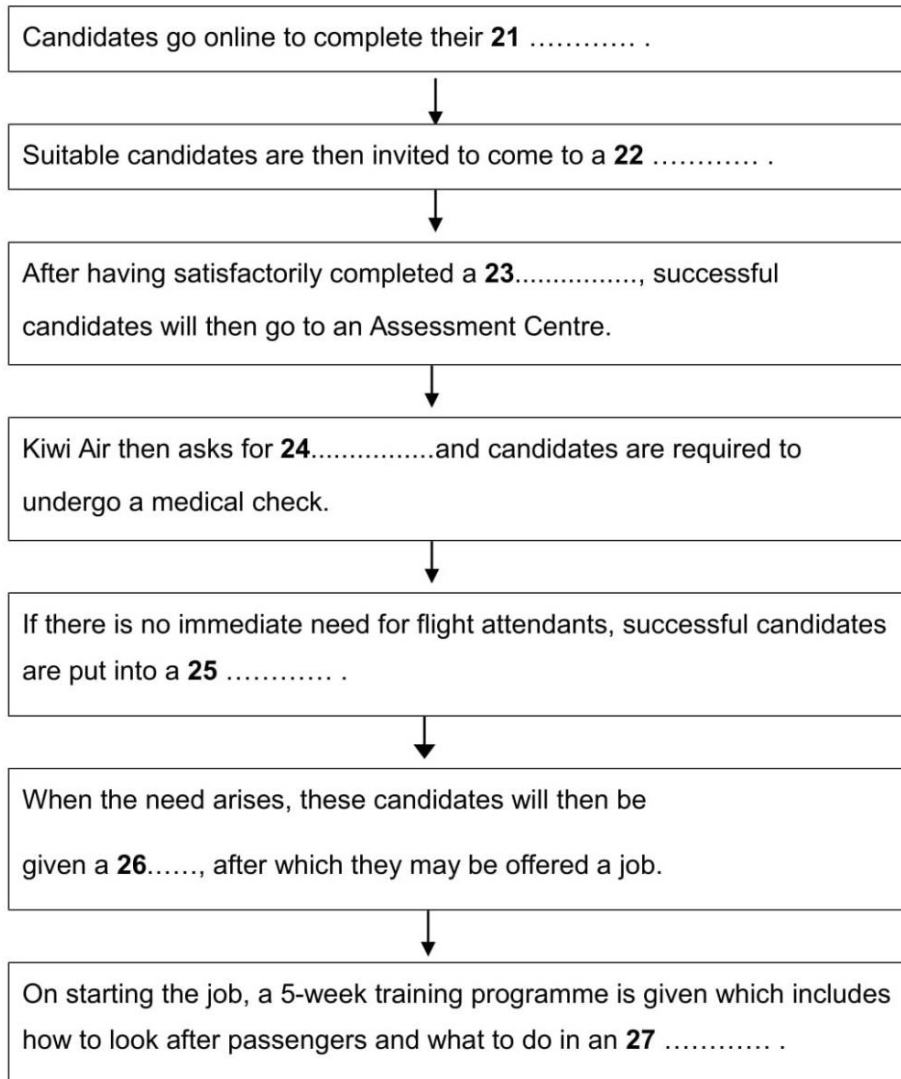 Candidates go online to complete their 21 ………… .
Suitable candidates are then invited to come to a 22 ………… .
After having satisfactorily completed a 23................, successful
candidates will then go to an Assessment Centre.
Kiwi Air then asks for 24................and candidates are required to
undergo a medical check.
If there is no immediate need for flight attendants, successful candidates
are put into a 25 ………… .
When the need arises, these candidates will then be
given a 26......, after which they may be offered a job.
On starting the job, a 5-week training programme is given which includes
how to look after passengers and what to do in an 27 ………… .